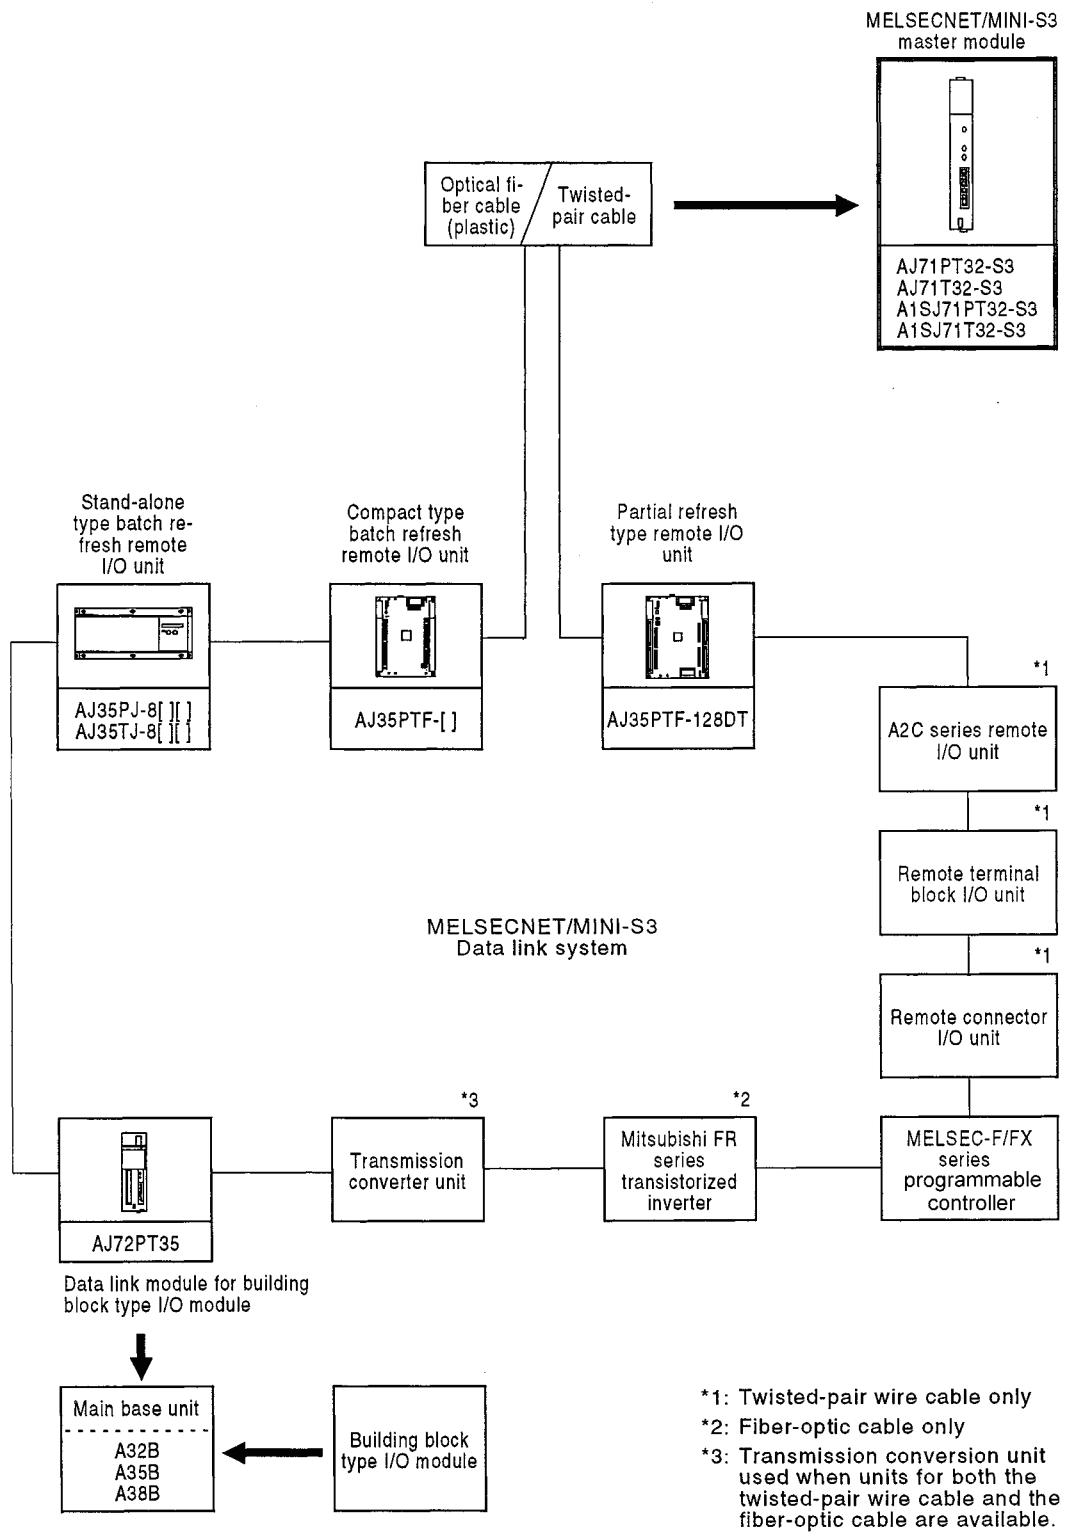 MELSECNET/MINI-S3
master module
Optical fi-
ber cable
(plastic)
Twisted-
pair cable
AJ71PT32-S3
AJ71T32-S3
A1SJ71PT32-S3
A1SJ71T32-S3
Stand-alone
type batch re-
fresh remote
I/O unit
Compact type
batch refresh
remote I/O unit
Partial refresh
type remote I/O
unit
AJ35PJ-8[ ][ ]
AJ35TJ-8[ ][ ]
AJ35PTF-[ ]
AJ35PTF-128DT
*1
A2C series remote
I/O unit
*1
Remote terminal
block I/O unit
MELSECNET/MINI-S3
Data link system
*1
Remote connector
I/O unit
AJ72PT35
*3
Transmission
converter unit
*2
Mitsubishi FR
series
transistorized
inverter
MELSEC-F/FX
series
programmable
controller
Data link module for building
block type I/O module
Main base unit
A32B
A35B
A38B
Building block
type I/O module
*1: Twisted-pair wire cable only
*2: Fiber-optic cable only
*3: Transmission conversion unit
used when units for both the
twisted-pair wire cable and the
fiber-optic cable are available.